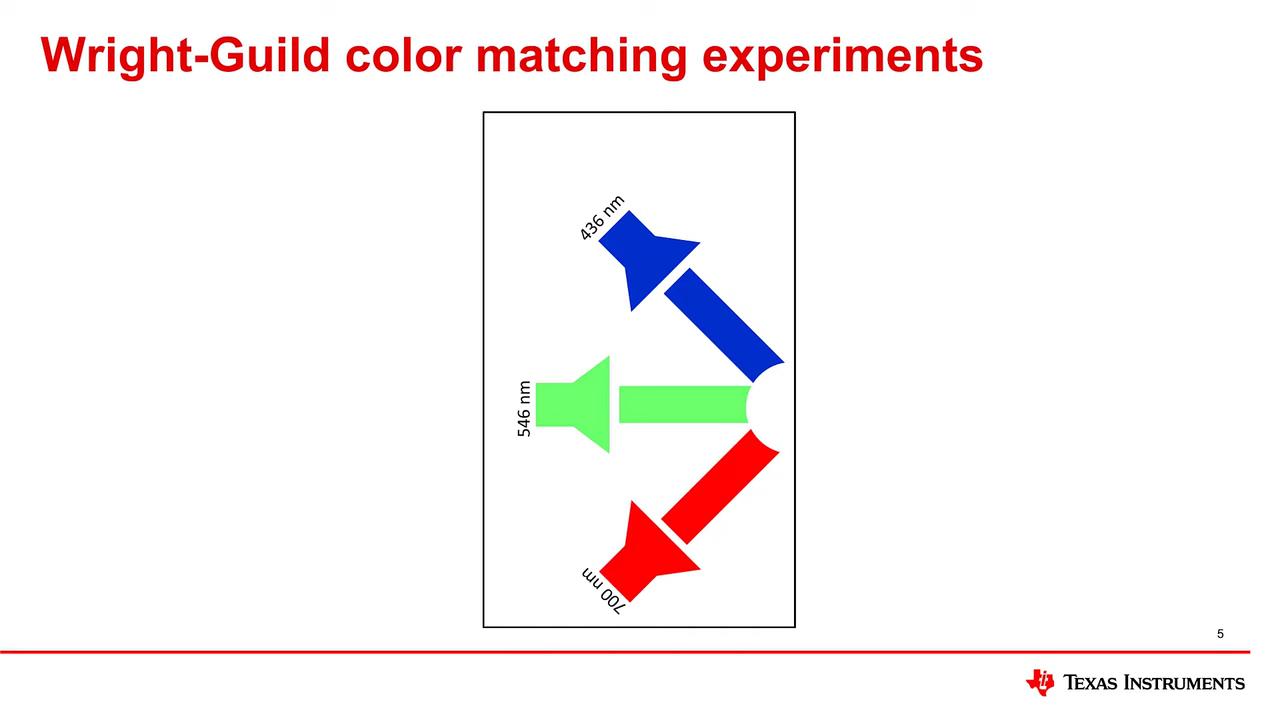 Wright-Guild color matching experiments
436 nm
546 nm
700 nm
5
TEXAS INSTRUMENTS